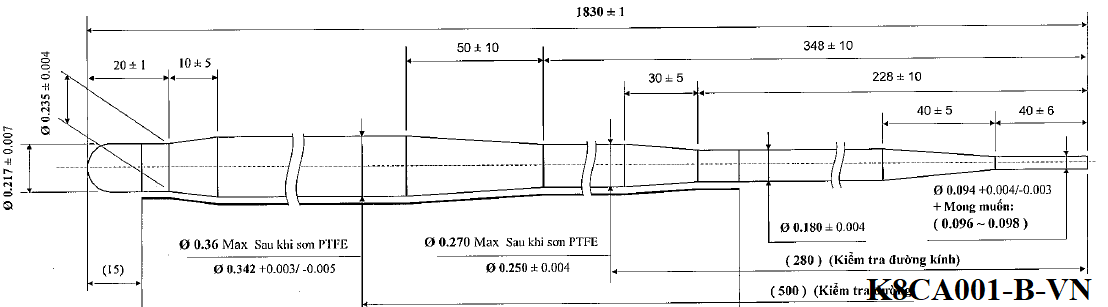 1830 ± 1
50 ± 10
348 ± 10
20 ± 1
10 ± 5
30 ± 5
228 ± 10
40 ± 5
40 ± 6
Ø 0.235 ± 0.004
Ø 0.217 ± 0.007
Ø 0.094 +0.004/-0.003
+ Mong muốn:
( 0.096 ~ 0.098 )
Ø 0.180 ± 0.004
Ø 0.36 Max Sau khi sơn PTFE
Ø 0.342 +0.003/ -0.005
Ø 0.270 Max Sau khi sơn PTFE
Ø 0.250 ± 0.004
(15)
( 280 ) (Kiểm tra đường kính)
( 500 ) (Kiểm tra đường
K8CA001-B-VN